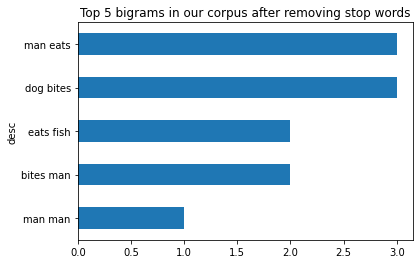 Top 5 bigrams in our corpus after removing stop words
man eats
dog bites
eats fish
bites man
man man
desc
0.0 0.5 1.0 1.5 2.0 2.5 3.0